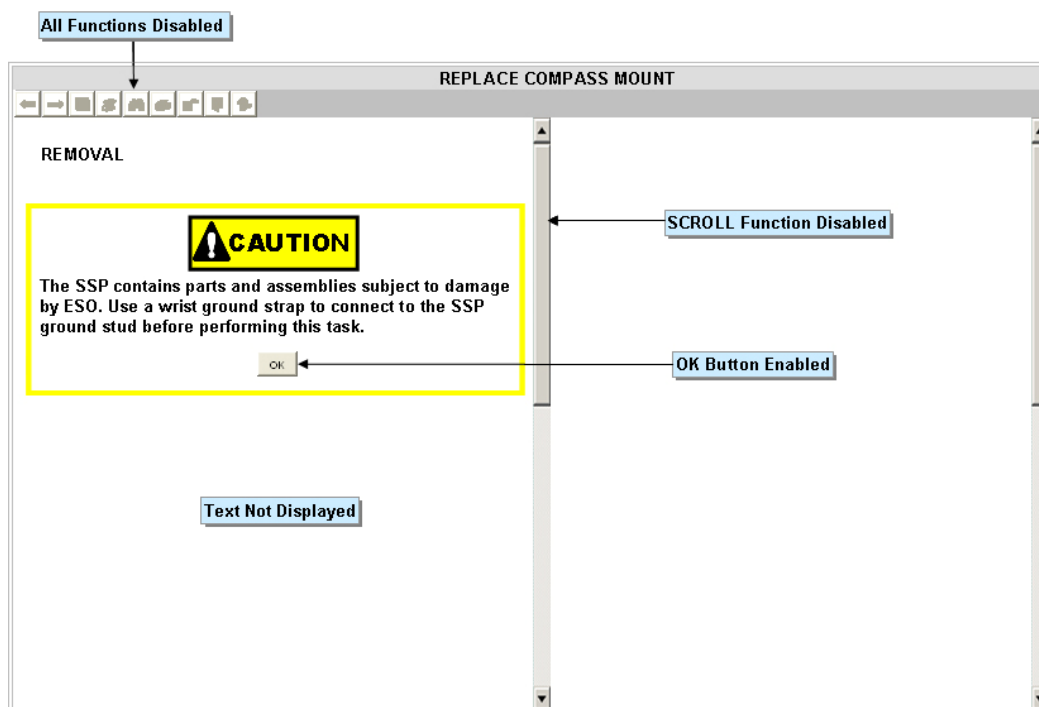 All Functions Disabled
REPLACE COMPASS MOUNT
REMOVAL
CAUTION
SCROLL Function Disabled
The SSP contains parts and assemblies subject to damage
by ESO. Use a wrist ground strap to connect to the SSP
ground stud before performing this task.
OK
OK Button Enabled
Text Not Displayed